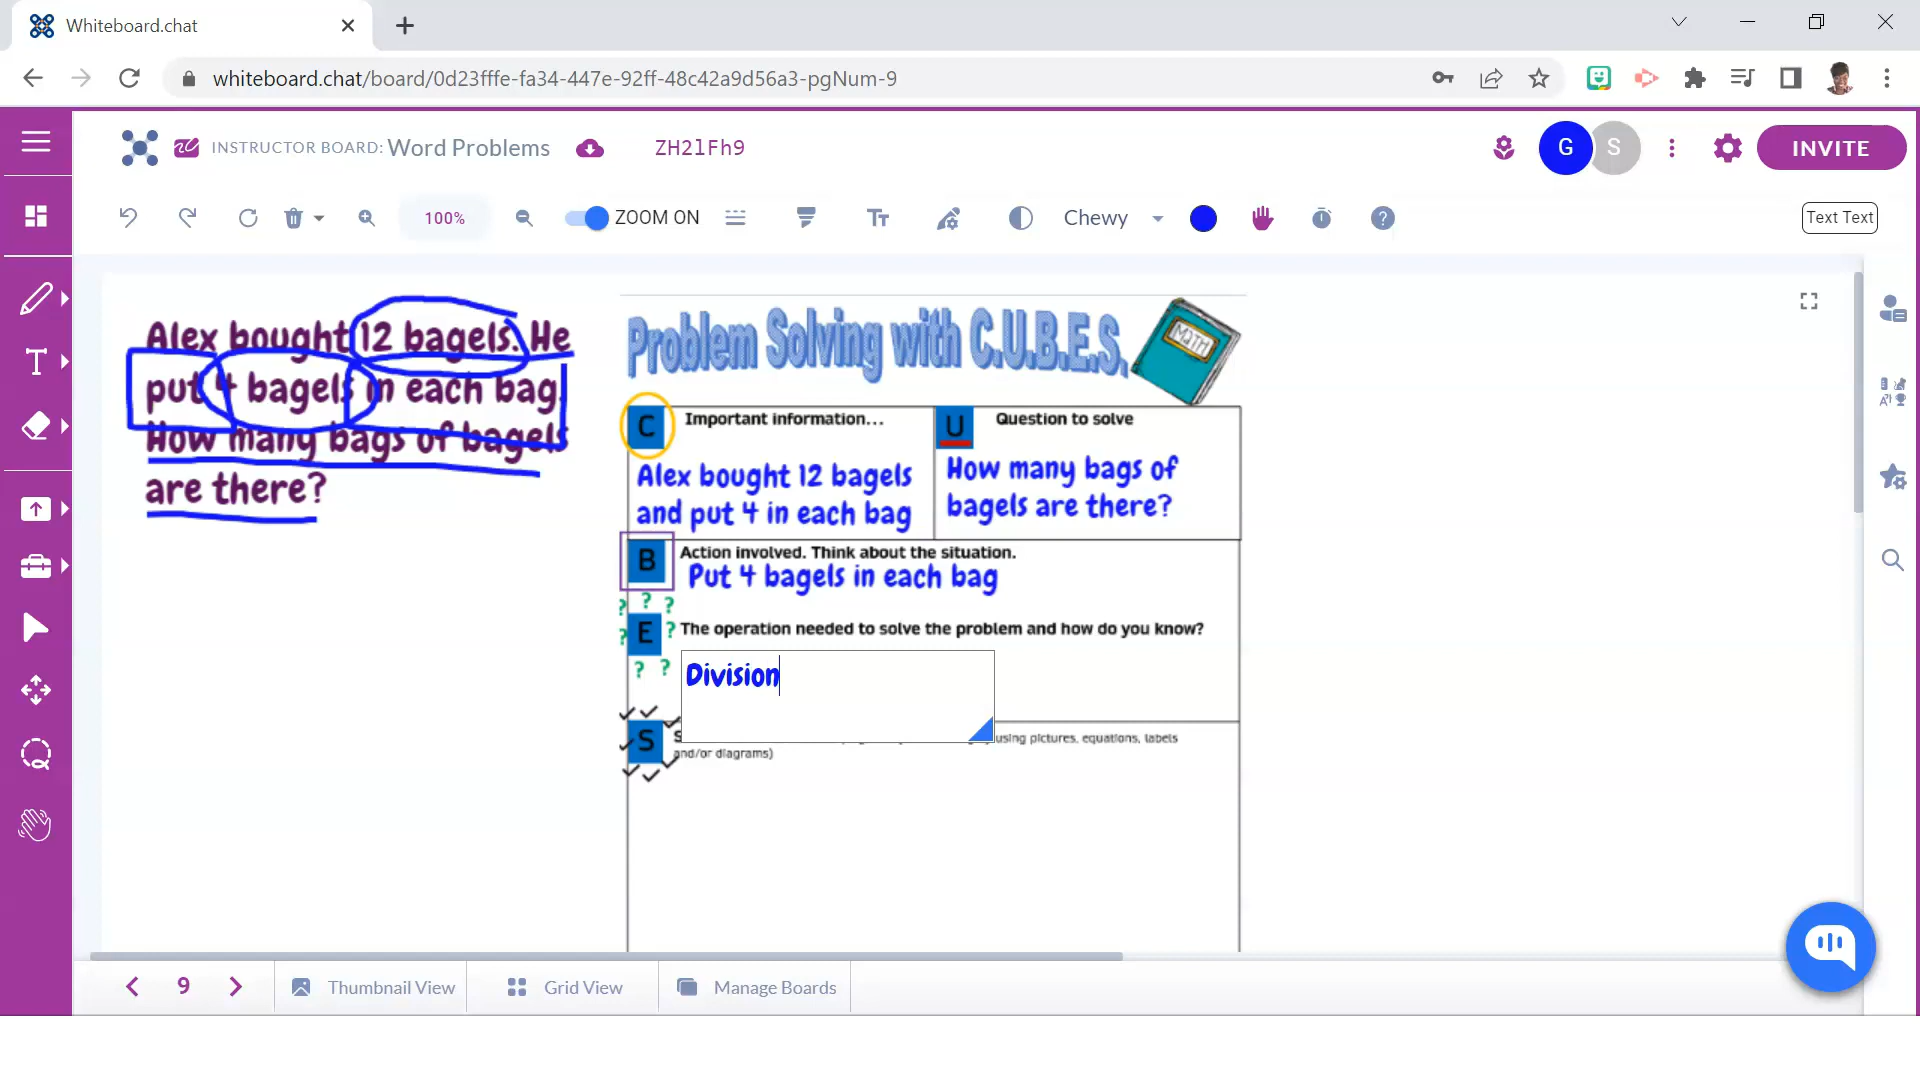 Whiteboard.chat
whiteboard.chat/board/0d23fffe-fa34-447e-92ff-48c42a9d56a3-pgNum-9
INSTRUCTOR BOARD: Word Problems
ZH2lFh9
G
S
INVITE
100%
ZOOM ON
Chewy
Text Text
Alex bought 12 bagels. He
put 4 bagels in each bag.
How many bags of bagels
are there?
Problem Solving with C.U.B.E.S.
MATH
C
Important information...
Alex bought 12 bagels
and put 4 in each bag
U
Question to solve
How many bags of
bagels are there?
B
Action involved. Think about the situation.
Put 4 bagels in each bag
? ? ?
E
The operation needed to solve the problem and how do you know?
? ?
? ?
Division
S
using pictures, equations, labels
and/or diagrams)
9
Thumbnail View
Grid View
Manage Boards